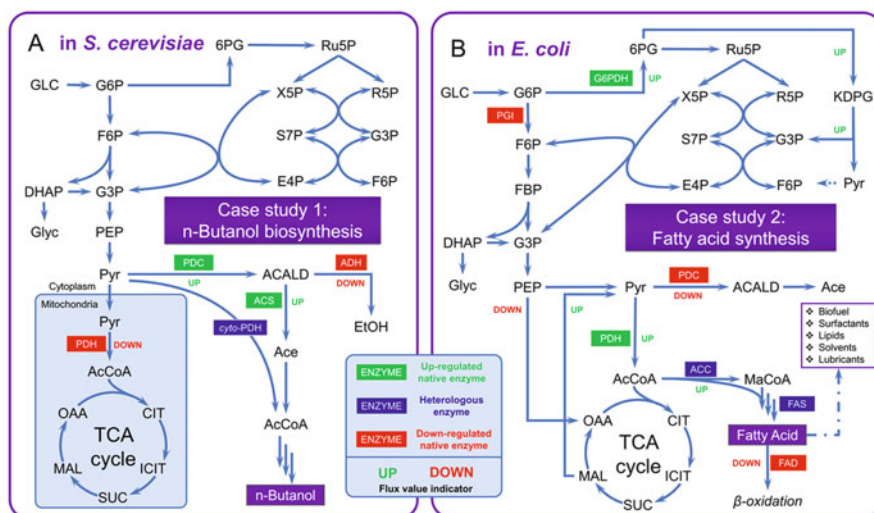 A in S. cerevisiae
6PG Ru5P
GLC G6P
X5P R5P
F6P
S7P G3P
DHAP G3P
E4P F6P
Glyc PEP
Case study 1:
n-Butanol biosynthesis
Pyr PDC ACALD ADH
UP DOWN
Cytoplasm
Mitochondria
ACS UP
EtOH
Pyr
cyto-PDH
PDH DOWN
Ace
AcCoA
AcCoA
OAA CIT
TCA
cycle
MAL ICIT
SUC
n-Butanol
ENZYME Up-regulated
native enzyme
ENZYME Heterologous
enzyme
ENZYME Down-regulated
native enzyme
UP DOWN
Flux value indicator
B in E. coli
6PG Ru5P
UP
G6PDH UP
GLC G6P
X5P R5P KDPG
PGI
F6P
S7P G3P UP
FBP
E4P F6P Pyr
Case study 2:
Fatty acid synthesis
DHAP G3P
Glyc PEP Pyr PDC ACALD Ace
DOWN DOWN
UP
PDH UP
❖ Biofuel
❖ Surfactants
❖ Lipids
❖ Solvents
❖ Lubricants
ACC
AcCoA MaCoA
UP
FAS
OAA CIT
Fatty Acid
TCA
cycle
DOWN FAD
MAL ICIT
SUC
β-oxidation